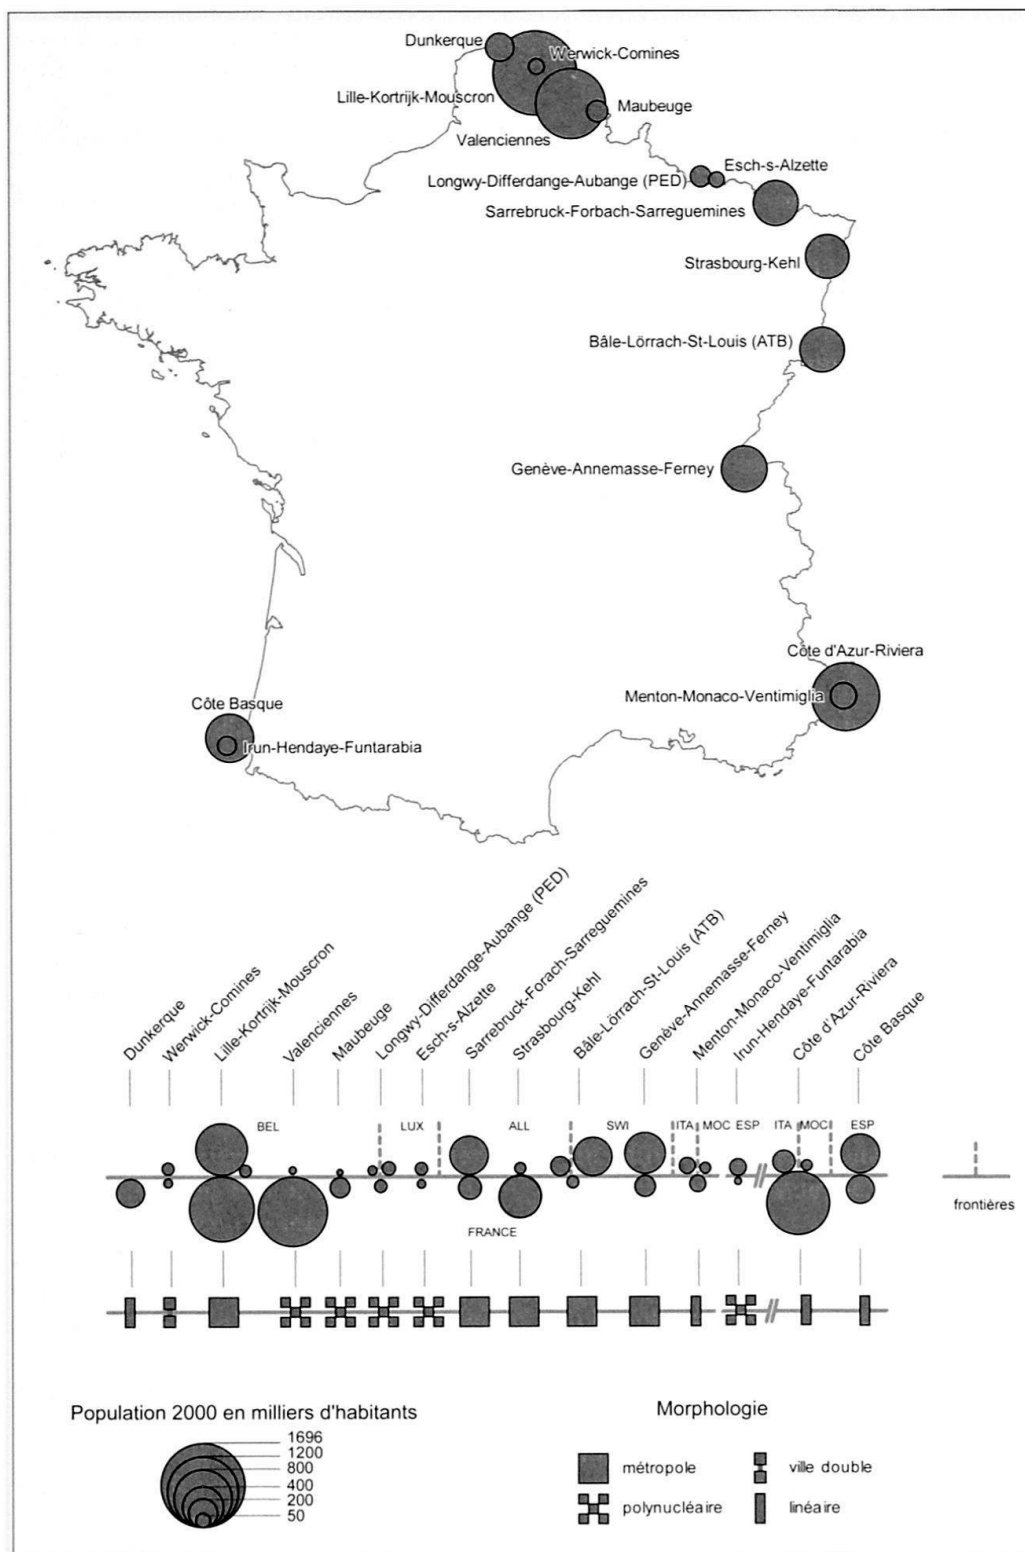 Dunkerque
Werwick-Comines
Lille-Kortrijk-Mouscron
Maubeuge
Valenciennes
Esch-s-Alzette
Longwy-Differdange-Aubange (PED)
Sarrebruck-Forbach-Sarreguemines
Strasbourg-Kehl
Bâle-Lörrach-St-Louis (ATB)
Genève-Annemasse-Ferney
Côte d'Azur-Riviera
Menton-Monaco-Ventimiglia
Côte Basque
Irun-Hendaye-Funtarabia
Dunkerque
Werwick-Comines
Lille-Kortrijk-Mouscron
Valenciennes
Maubeuge
Longwy-Differdange-Aubange (PED)
Esch-s-Alzette
Sarrebruck-Forach-Sarreguemines
Strasbourg-Kehl
Bâle-Lörrach-St-Louis (ATB)
Genève-Annemasse-Ferney
Menton-Monaco-Ventimiglia
Irun-Hendaye-Funtarabia
Côte d'Azur-Riviera
Côte Basque
BEL LUX ALL SWI ITA MOC ESP ITA MOC ESP
frontières
FRANCE
Population 2000 en milliers d'habitants
1696
1200
800
400
200
50
Morphologie
métropole
ville double
polynucléaire
linéaire